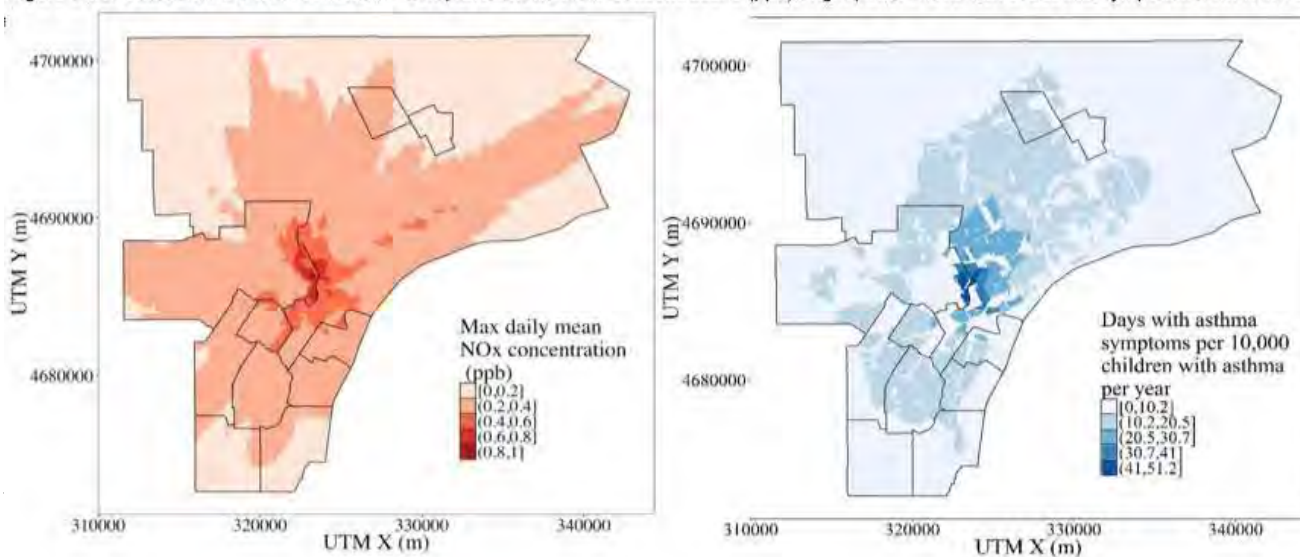 4700000
4690000
4680000
UTM Y (m)
310000
320000
330000
340000
UTM X (m)
Max daily mean
NOx concentration
(ppb)
[0,0.2]
(0.2,0.4]
(0.4,0.6]
(0.6,0.8]
(0.8,1]
4700000
4690000
4680000
UTM Y (m)
310000
320000
330000
340000
UTM X (m)
Days with asthma
symptoms per 10,000
children with asthma
per year
[0,10.2]
(10.2,20.5]
(20.5,30.7]
(30.7,41]
(41,51.2]